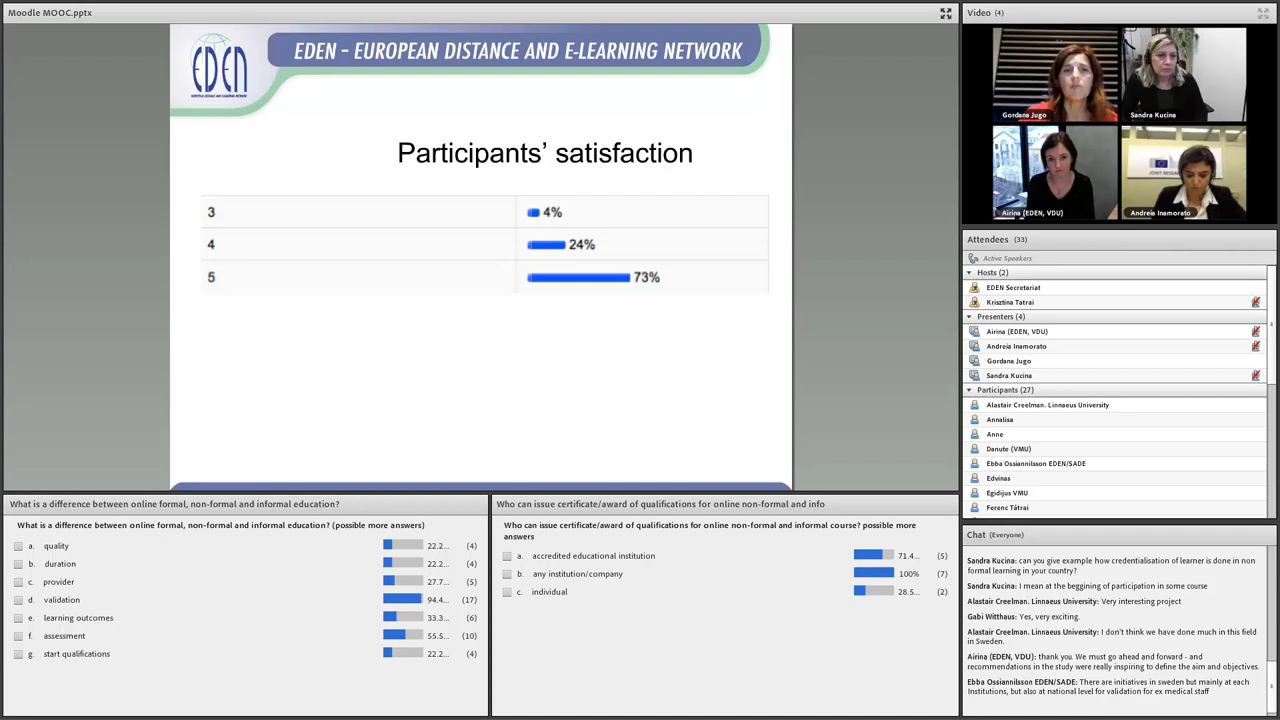 Moodle MOOC.pptx
EDEN
EDEN - EUROPEAN DISTANCE AND E-LEARNING NETWORK
Participants' satisfaction
3 4%
4 24%
5 73%
What is a difference between online formal, non-formal and informal education?
What is a difference between online formal, non-formal and informal education? (possible more answers)
a. quality 22.2... (4)
b. duration 22.2... (4)
c. provider 27.7... (5)
d. validation 94.4... (17)
e. learning outcomes 33.3... (6)
f. assessment 55.5... (10)
g. start qualifications 22.2... (4)
Who can issue certificate/award of qualifications for online non-formal and info
Who can issue certificate/award of qualifications for online non-formal and informal course? possible more
answers
a. accredited educational institution 71.4... (5)
b. any institution/company 100% (7)
c. individual 28.5... (2)
Video (4)
Gordana Jugo
Sandra Kucina
Airina (EDEN, VDU)
Andreia Inamorato
Attendees (33)
Active Speakers
Hosts (2)
EDEN Secretariat
Krisztina Tatrai
Presenters (4)
Airina (EDEN, VDU)
Andreia Inamorato
Gordana Jugo
Sandra Kucina
Participants (27)
Alastair Creelman. Linnaeus University
Annalisa
Anne
Danute (VMU)
Ebba Ossiannilsson EDEN/SADE
Edvinas
Egidijus VMU
Ferenc Tátrai
Chat (Everyone)
Sandra Kucina: can you give example how credentialisation of learner is done in non
formal learning in your country?
Sandra Kucina: I mean at the beggining of participation in some course
Alastair Creelman. Linnaeus University: Very interesting project
Gabi Witthaus: Yes, very exciting.
Alastair Creelman. Linnaeus University: I don't think we have done much in this field
in Sweden.
Airina (EDEN, VDU): thank you. We must go ahead and forward - and
recommendations in the study were really inspiring to define the aim and objectives.
Ebba Ossiannilsson EDEN/SADE: There are initiatives in sweden but mainly at each
Institutions, but also at national level for validation for ex medical staff